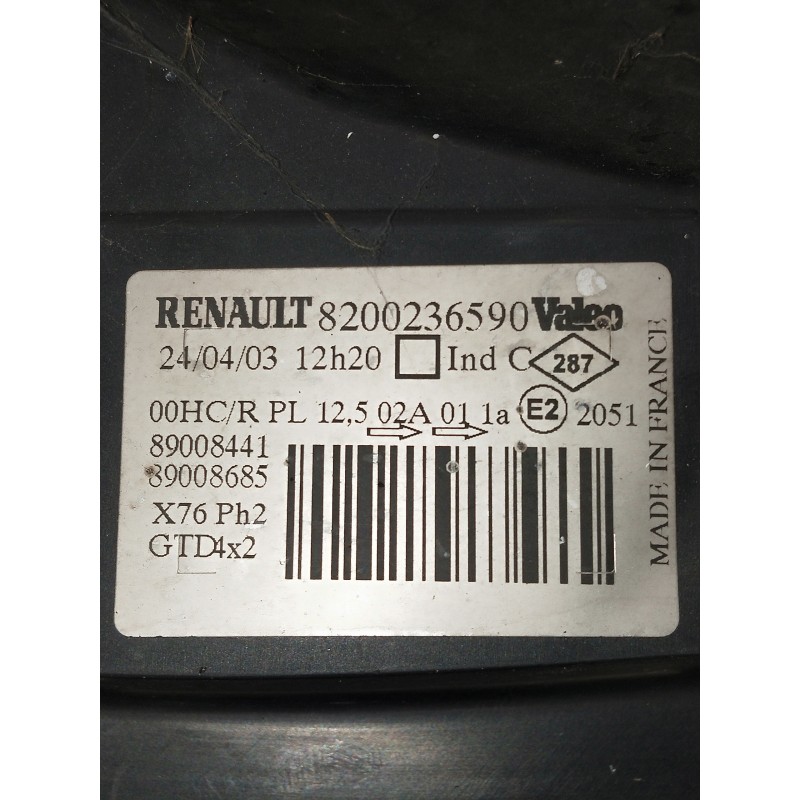 RENAULT 8200236590 Valeo
24/04/03 12h20 Ind C 287
00HC/R PL 12,5 02A 01 1a E2 2051
89008441
89008685
X76 Ph2
GTD4x2
MADE IN FRANCE